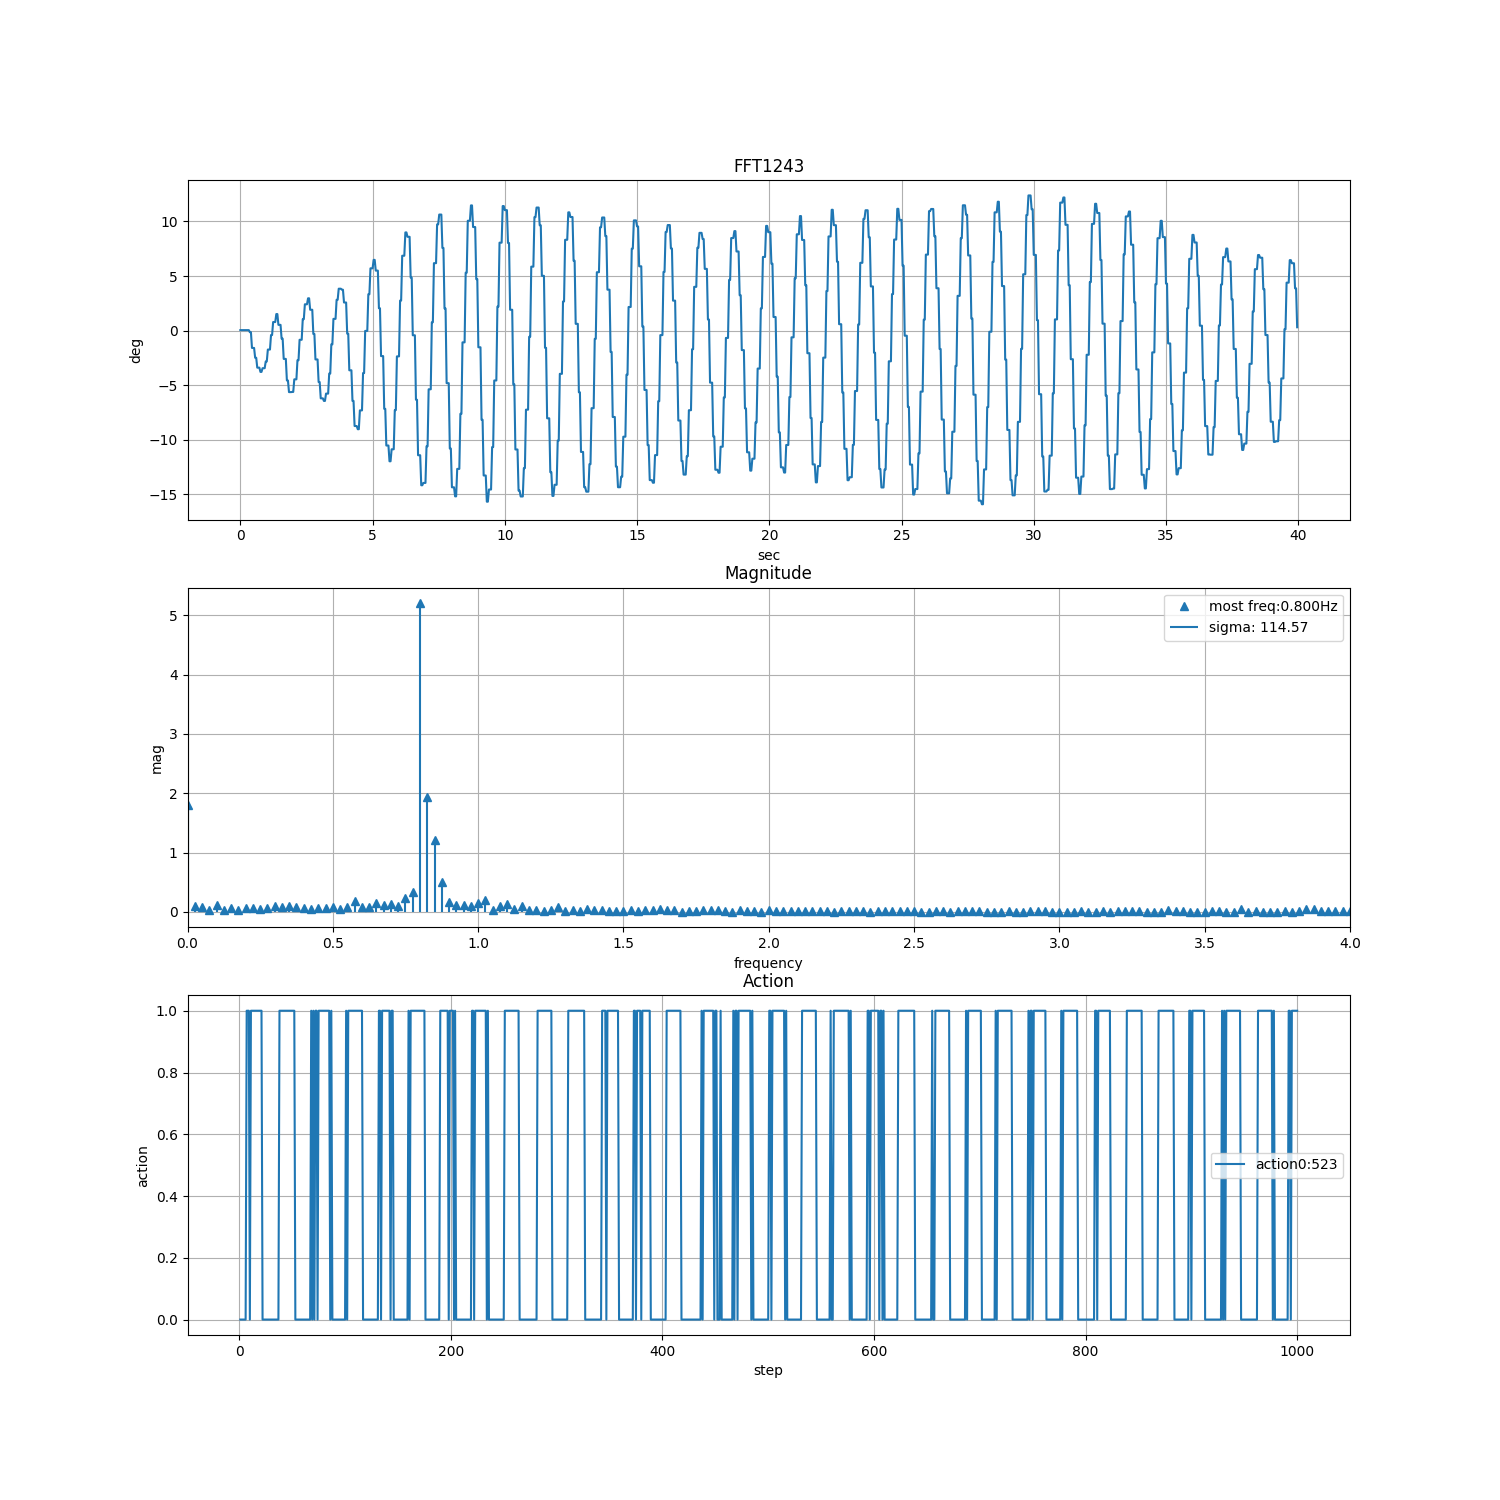 FFT1243
10
5
0
−5
−10
−15
deg
0 5 10 15 20 25 30 35 40
sec
Magnitude
most freq:0.800Hz
sigma: 114.57
5
4
3
2
1
0
mag
0.0 0.5 1.0 1.5 2.0 2.5 3.0 3.5 4.0
frequency
Action
1.0
0.8
0.6
0.4
0.2
0.0
action
action0:523
0 200 400 600 800 1000
step